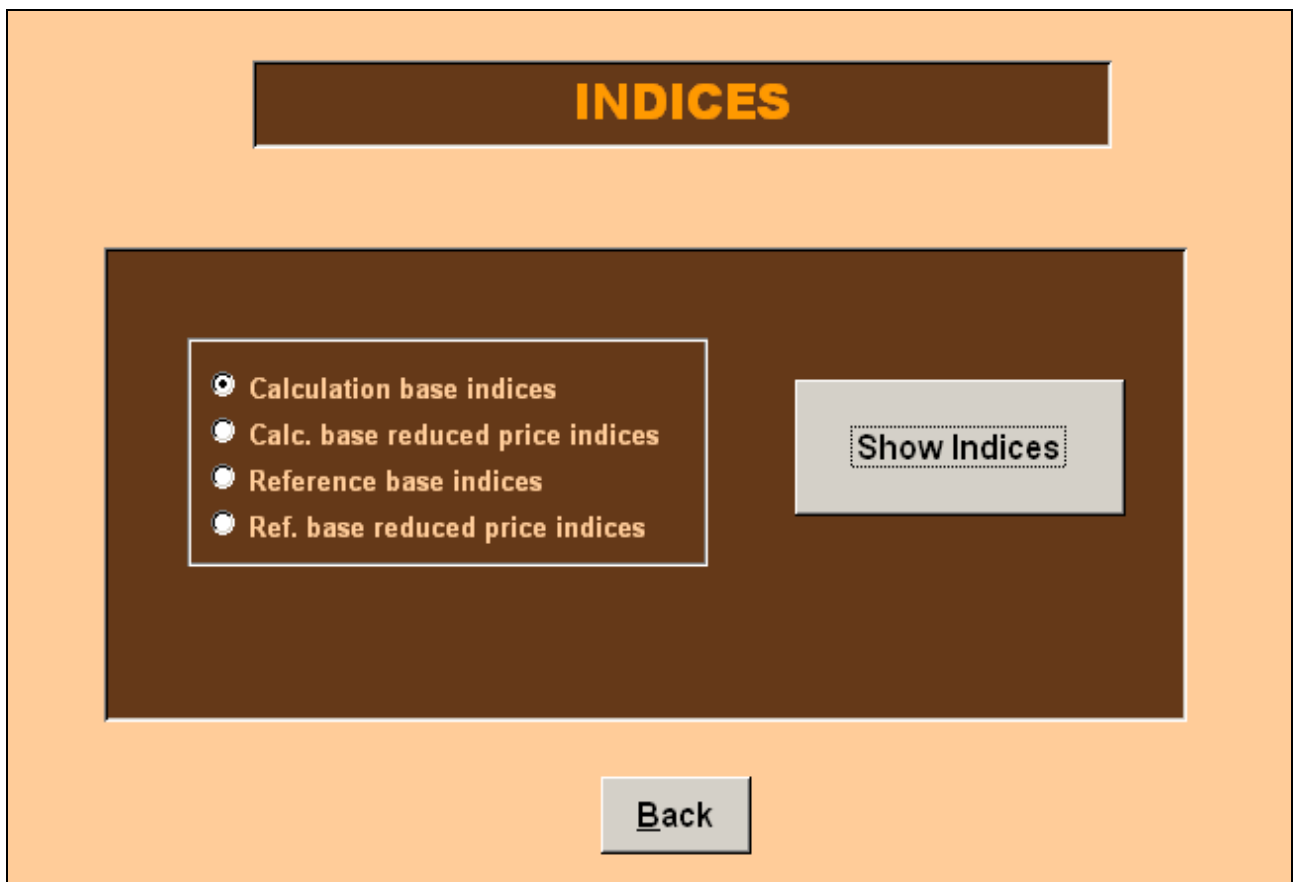 INDICES
Calculation base indices
Calc. base reduced price indices
Reference base indices
Ref. base reduced price indices
Show Indices
Back